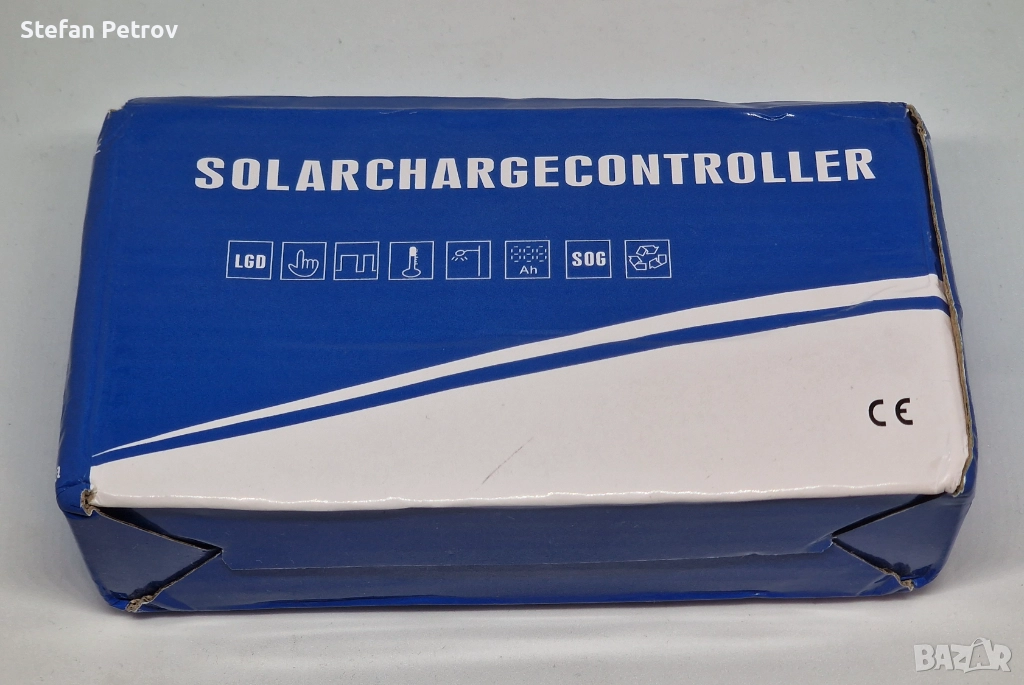 Stefan Petrov
SOLARCHARGECONTROLLER
LGD
Ah
SOG
CE
BAZAR